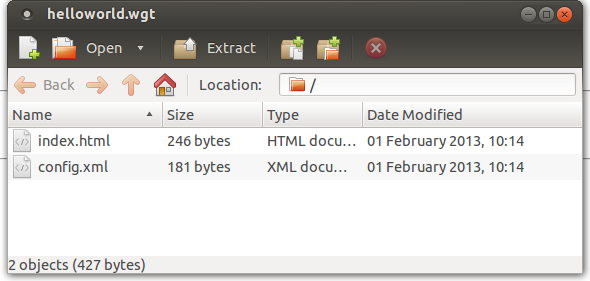 helloworld.wgt
Open Extract
Back Location: /
Name Size Type Date Modified
index.html 246 bytes HTML docu... 01 February 2013, 10:14
config.xml 181 bytes XML docu... 01 February 2013, 10:14
2 objects (427 bytes)